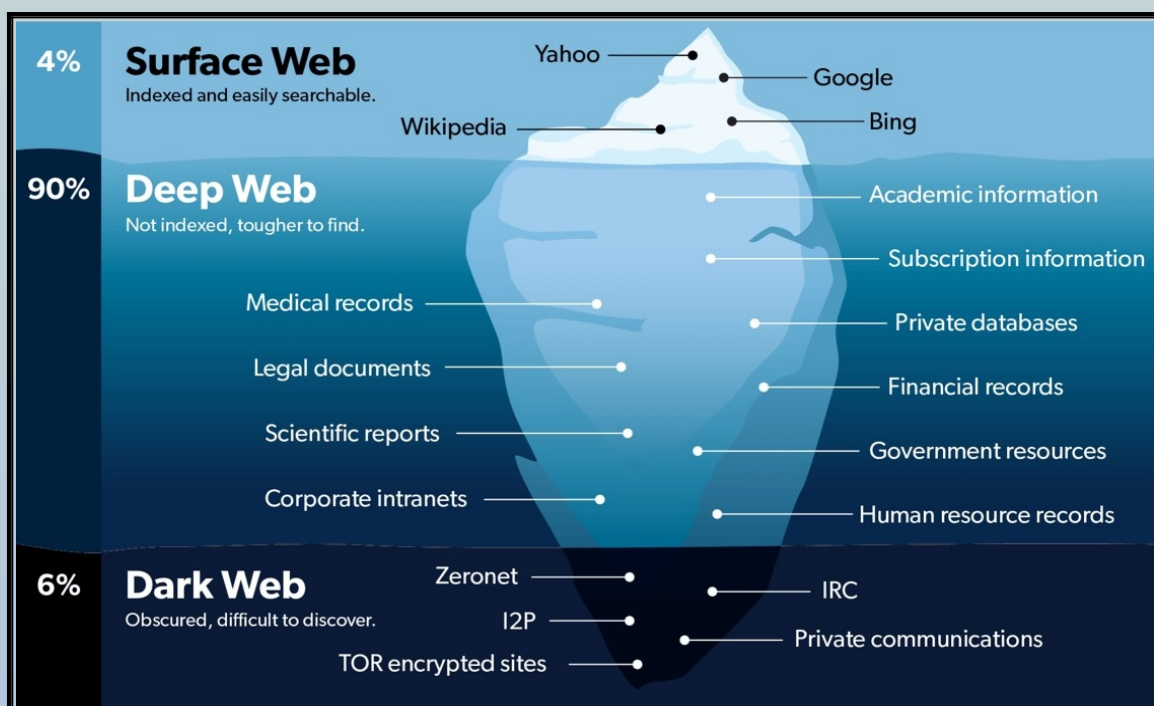 4%
Surface Web
Indexed and easily searchable.
Yahoo
Google
Wikipedia
Bing
90%
Deep Web
Not indexed, tougher to find.
Academic information
Subscription information
Medical records
Private databases
Legal documents
Financial records
Scientific reports
Government resources
Corporate intranets
Human resource records
6%
Dark Web
Obscured, difficult to discover.
Zeronet
IRC
I2P
Private communications
TOR encrypted sites